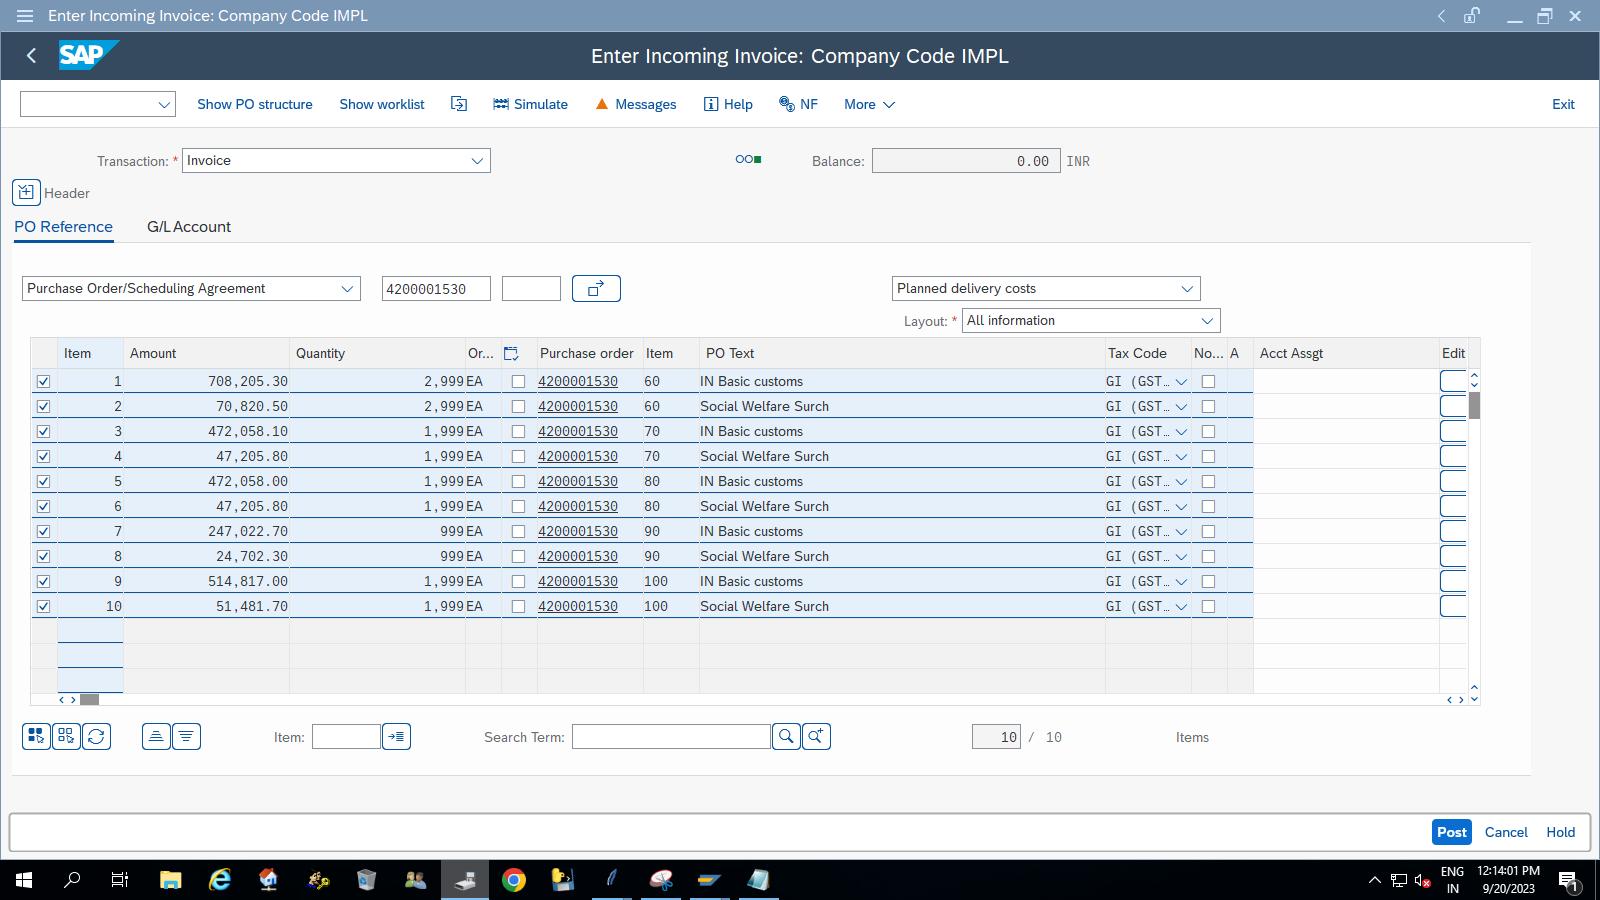 Enter Incoming Invoice: Company Code IMPL
SAP Enter Incoming Invoice: Company Code IMPL
Show PO structure Show worklist Simulate Messages Help NF More Exit
Transaction: * Invoice Balance: 0.00 INR
Header
PO Reference G/L Account
Purchase Order/Scheduling Agreement 4200001530 Planned delivery costs
Layout: * All information
Item Amount Quantity Or... Purchase order Item PO Text Tax Code No... A Acct Assgt Edit
1 708,205.30 2,999 EA 4200001530 60 IN Basic customs GI (GST…
2 70,820.50 2,999 EA 4200001530 60 Social Welfare Surch GI (GST…
3 472,058.10 1,999 EA 4200001530 70 IN Basic customs GI (GST…
4 47,205.80 1,999 EA 4200001530 70 Social Welfare Surch GI (GST…
5 472,058.00 1,999 EA 4200001530 80 IN Basic customs GI (GST…
6 47,205.80 1,999 EA 4200001530 80 Social Welfare Surch GI (GST…
7 247,022.70 999 EA 4200001530 90 IN Basic customs GI (GST…
8 24,702.30 999 EA 4200001530 90 Social Welfare Surch GI (GST…
9 514,817.00 1,999 EA 4200001530 100 IN Basic customs GI (GST…
10 51,481.70 1,999 EA 4200001530 100 Social Welfare Surch GI (GST…
Item: Search Term: 10 / 10 Items
Post Cancel Hold
ENG 12:14:01 PM
IN 9/20/2023 1